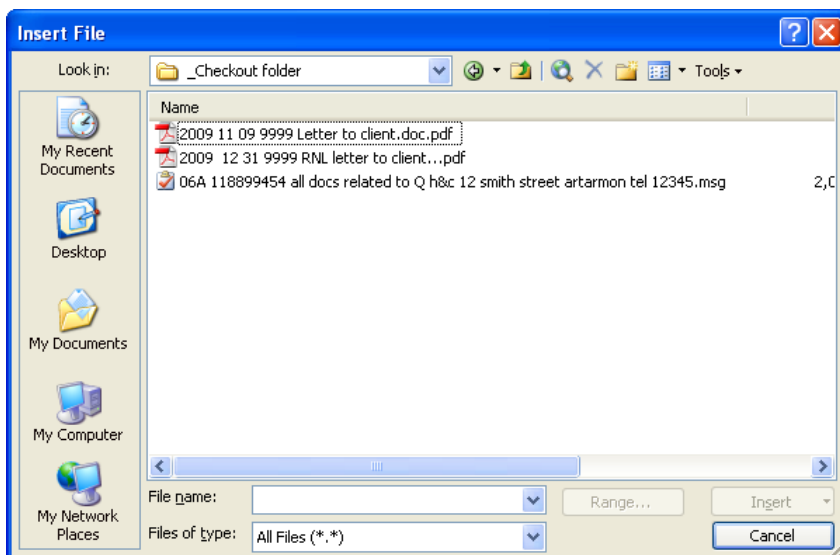 Insert File
Look in:
_Checkout folder
Tools
Name
2009 11 09 9999 Letter to client.doc.pdf
2009  12 31 9999 RNL letter to client...pdf
06A 118899454 all docs related to Q h&c 12 smith street artarmon tel 12345.msg
2,0
My Recent
Documents
Desktop
My Documents
My Computer
My Network
Places
File name:
Range...
Insert
Files of type:
All Files (*.*)
Cancel